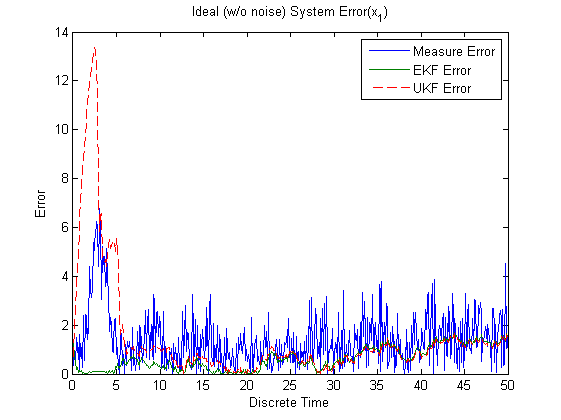 Ideal (w/o noise) System Error(x₁)
14
12
10
8
6
4
2
0
Error
Measure Error
EKF Error
UKF Error
0 5 10 15 20 25 30 35 40 45 50
Discrete Time